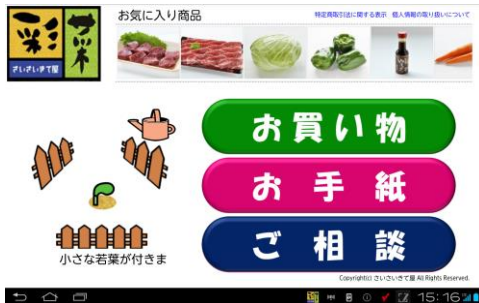 彩菜
さいさいきて屋
お気に入り商品
特定商取引法に関する表示 個人情報の取り扱いについて
お買い物
お手紙
ご相談
小さな若葉が付きま
Copyright(c) さいさいきて屋 All Rights Reserved.
15:16